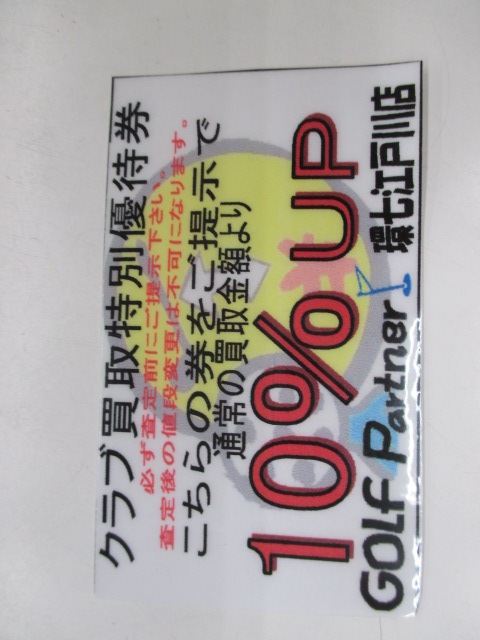 クラブ買取特別優待券
必ず査定前にご提示下さい。
査定後の値段変更は不可になります。
こちらの券をご提示で
通常の買取金額より
10%UP
GOLF Partner 環七江戸川店